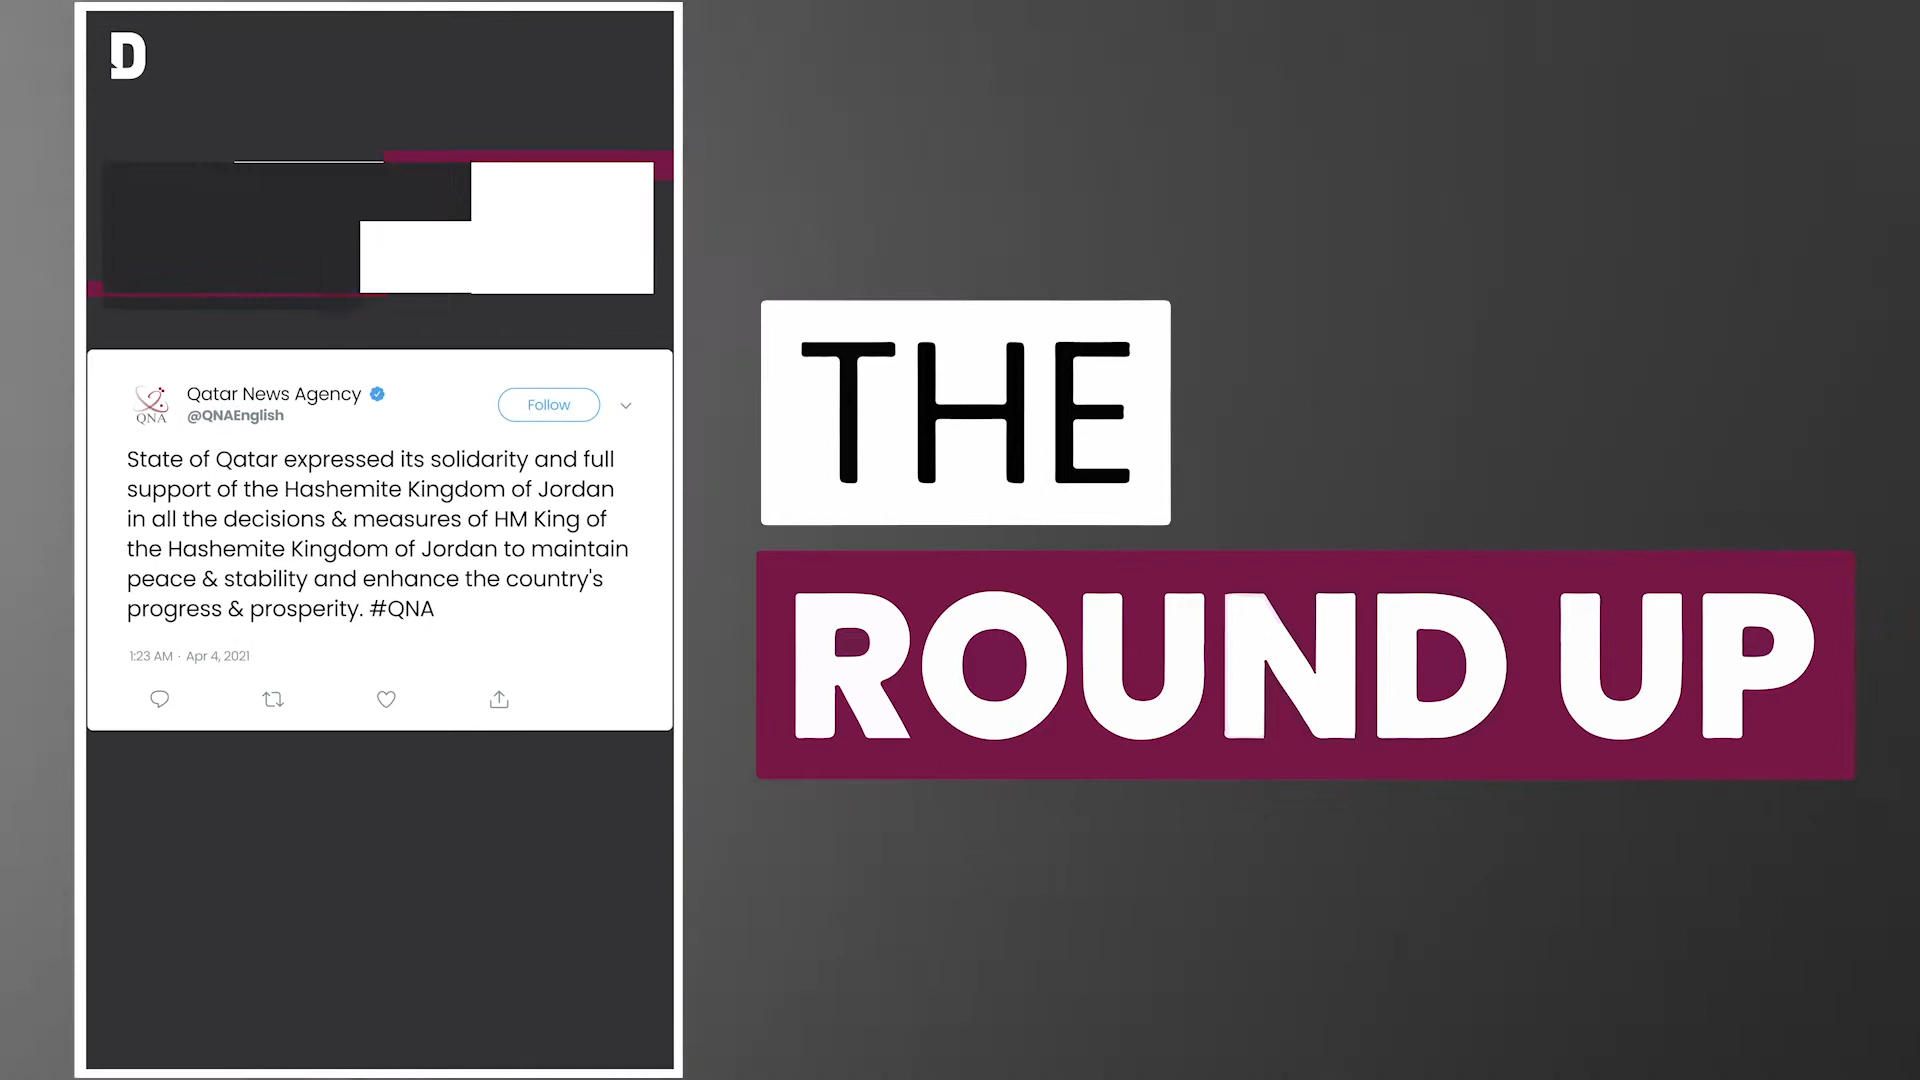 D
Qatar News Agency
@QNAEnglish
Follow
State of Qatar expressed its solidarity and full
support of the Hashemite Kingdom of Jordan
in all the decisions & measures of HM King of
the Hashemite Kingdom of Jordan to maintain
peace & stability and enhance the country's
progress & prosperity. #QNA
1:23 AM · Apr 4, 2021
QNA
THE
ROUND UP